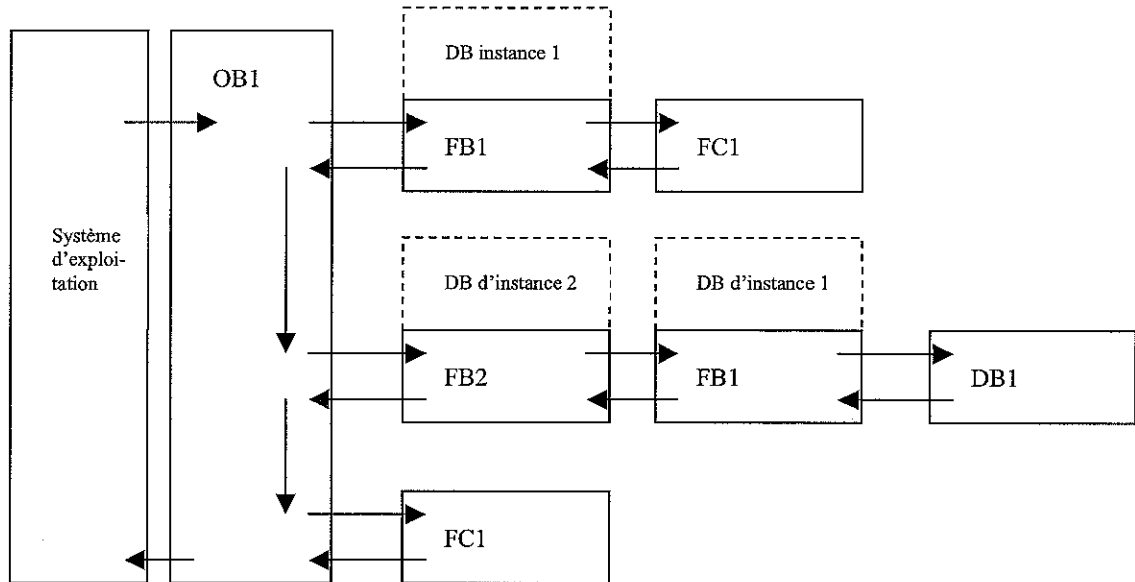 DB instance 1
OB1
FB1
FC1
Système
d'exploi-
tation
DB d'instance 2
DB d'instance 1
FB2
FB1
DB1
FC1